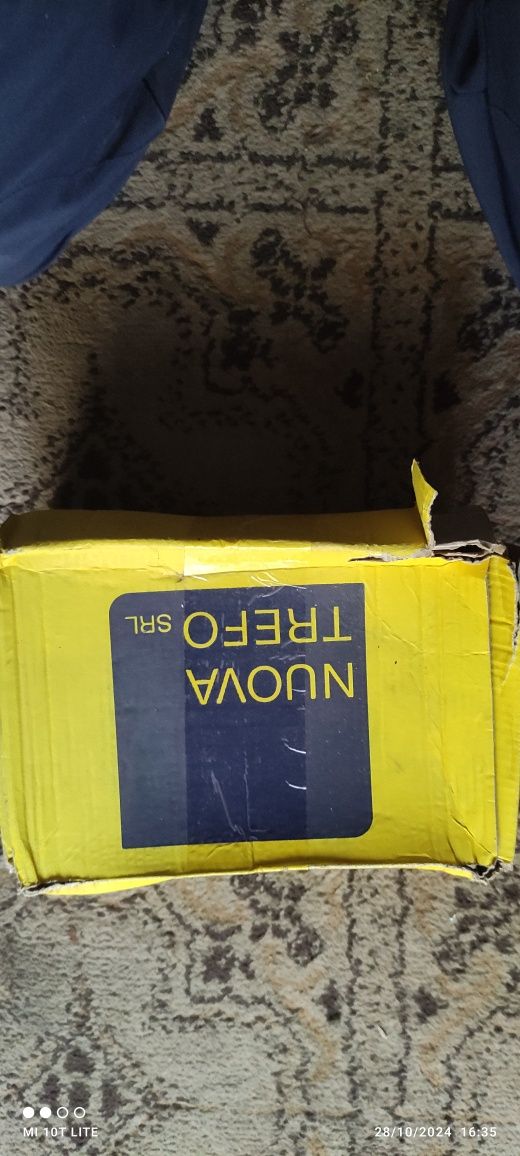 NUOVA
TREFO SRL
MI 10T LITE
28/10/2024 16:35